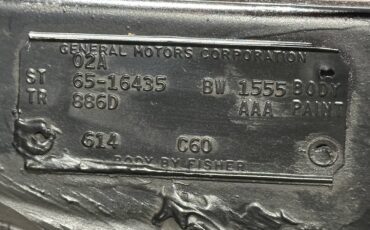 GENERAL MOTORS CORPORATION
02A
ST 65-16435 BW 1555 BODY
TR 886D AAA PAINT
614 C60
BODY BY FISHER